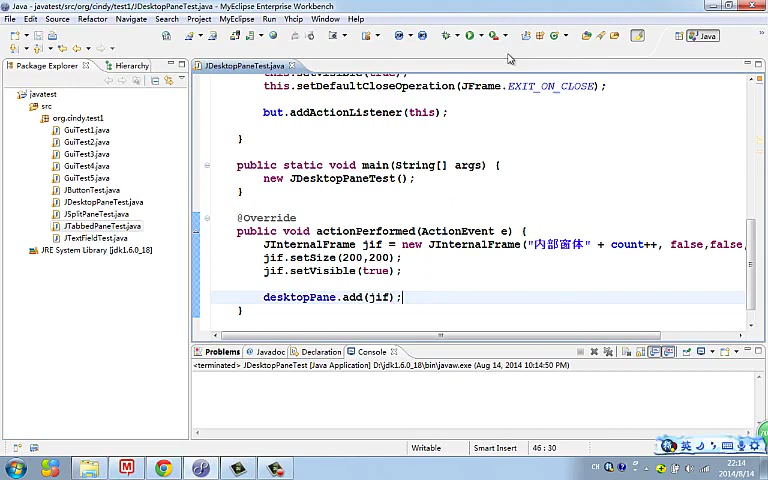 Java - javatest/src/org/cindy/test1/JDesktopPaneTest.java - MyEclipse Enterprise Workbench
File Edit Source Refactor Navigate Search Project MyEclipse Run Yching Window Help
Java
Package Explorer Hierarchy
JDesktopPaneTest.java
javatest
src
org.cindy.test1
GuiTest1.java
GuiTest2.java
GuiTest3.java
GuiTest4.java
GuiTest5.java
JButtonTest.java
JDesktopPaneTest.java
JSplitPaneTest.java
JTabbedPaneTest.java
JTextFieldTest.java
JRE System Library [jdk1.6.0_18]
this.setVisible(true);
this.setDefaultCloseOperation(JFrame.EXIT_ON_CLOSE);
but.addActionListener(this);
}
public static void main(String[] args) {
new JDesktopPaneTest();
}
@Override
public void actionPerformed(ActionEvent e) {
JInternalFrame jif = new JInternalFrame("内部窗体" + count++, false,false,
jif.setSize(200,200);
jif.setVisible(true);
desktopPane.add(jif);
}
Problems Javadoc Declaration Console
<terminated> JDesktopPaneTest [Java Application] D:\jdk1.6.0_18\bin\javaw.exe (Aug 14, 2014 10:14:50 PM)
Writable Smart Insert 46 : 30
英
CH
22:14
2014/8/14